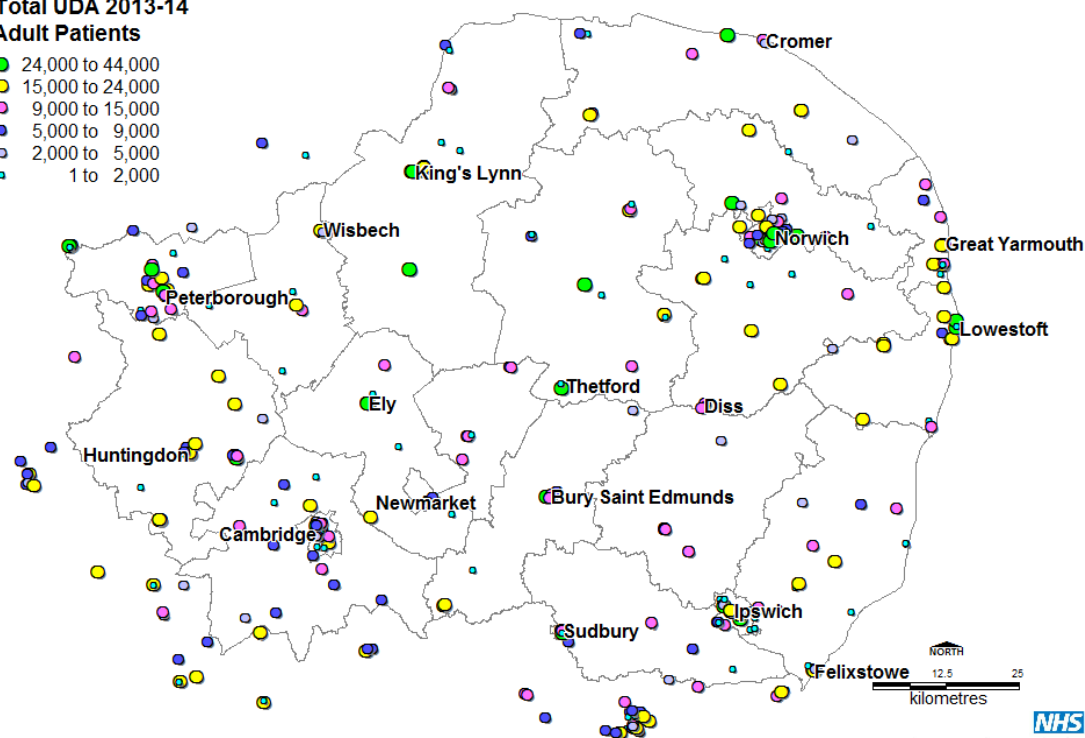 Total UDA 2013-14
Adult Patients
24,000 to 44,000
15,000 to 24,000
9,000 to 15,000
5,000 to 9,000
2,000 to 5,000
1 to 2,000
Cromer
King's Lynn
Wisbech
Norwich
Great Yarmouth
Peterborough
Lowestoft
Thetford
Ely
Diss
Huntingdon
Newmarket
Bury Saint Edmunds
Cambridge
Ipswich
Sudbury
Felixstowe
NORTH
12.5 25
kilometres
NHS